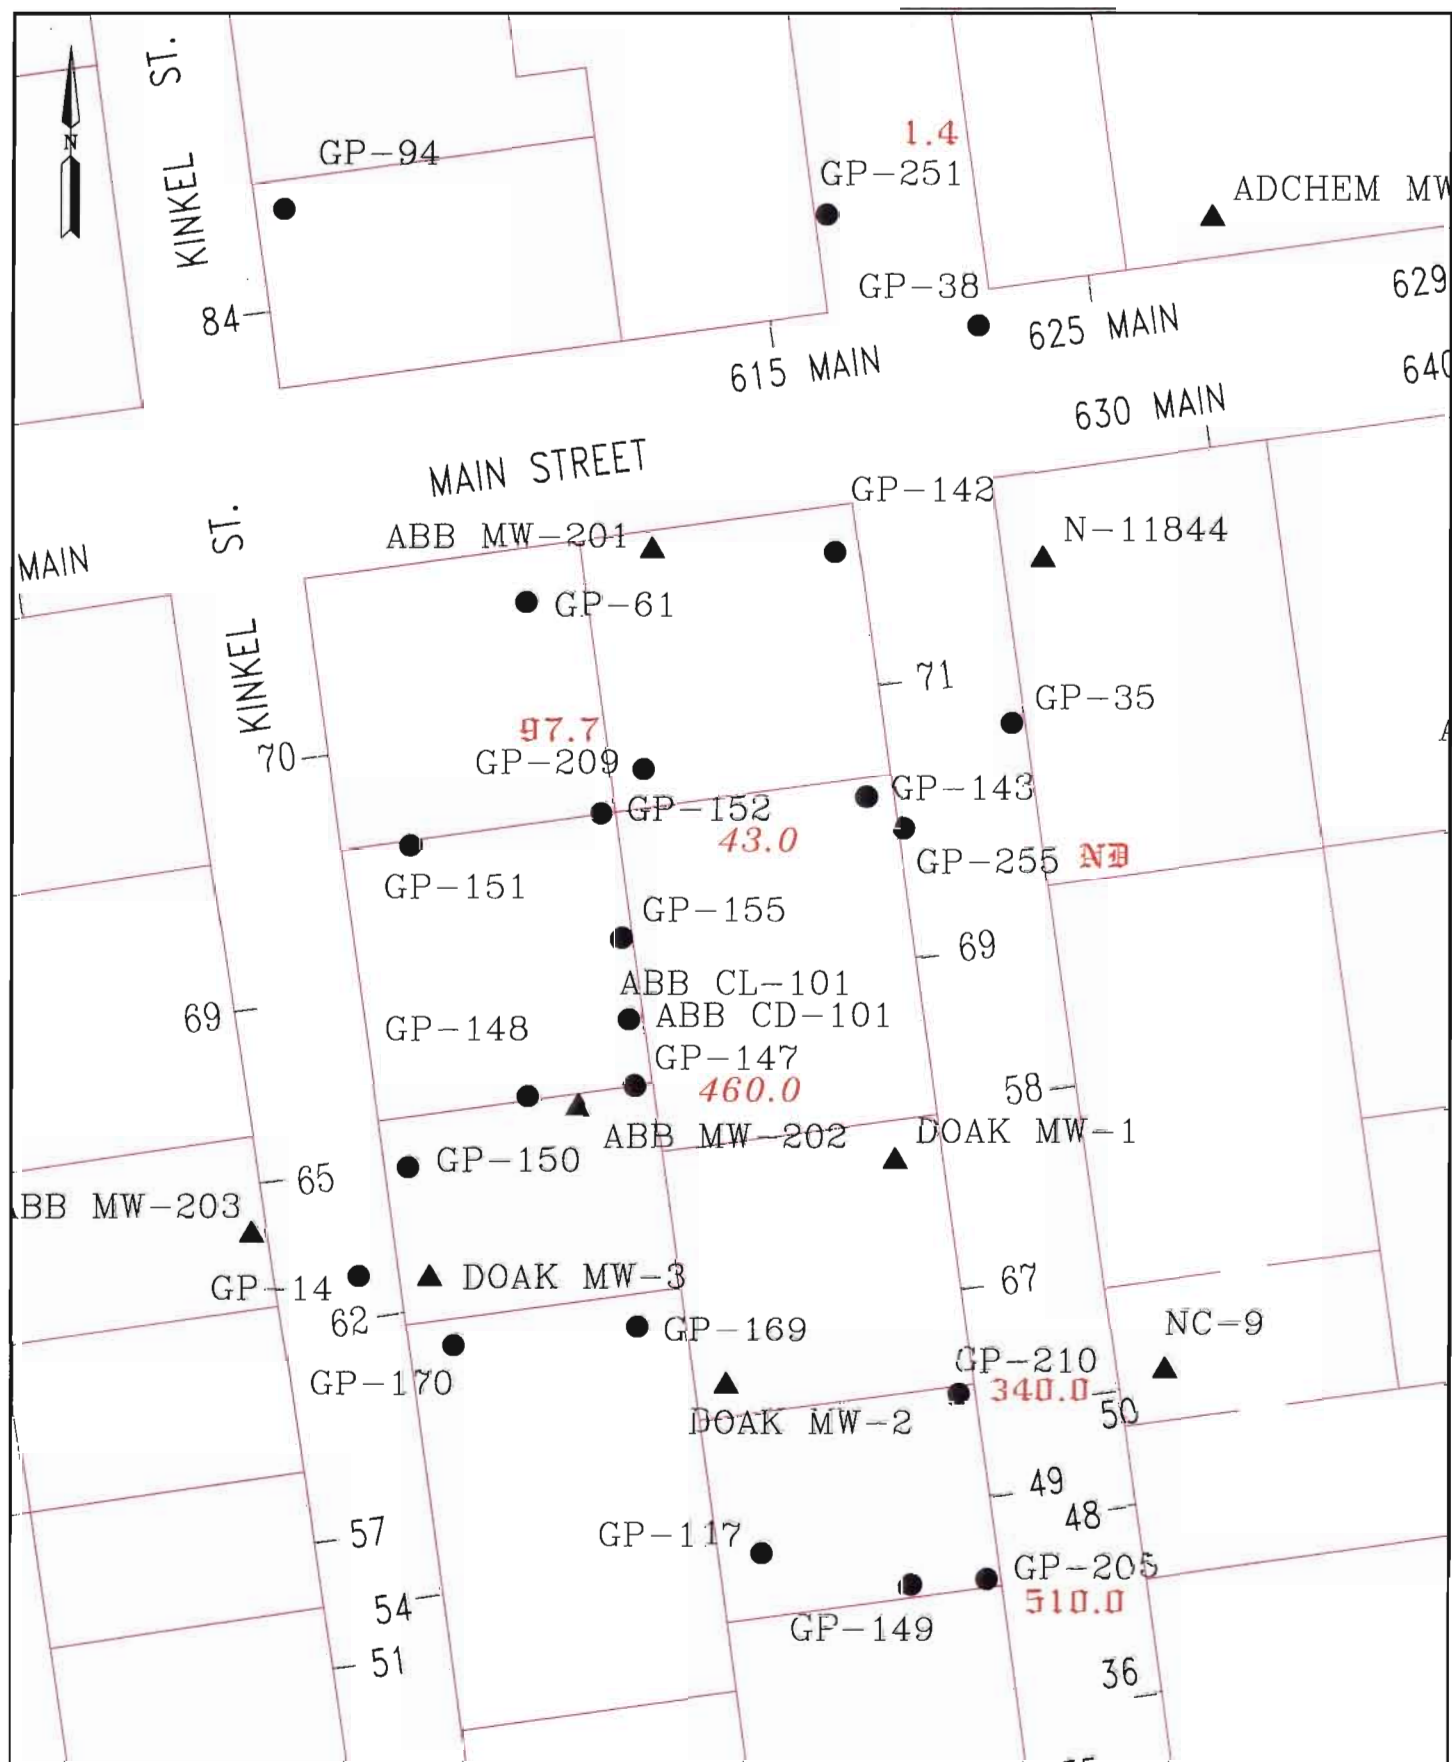 KINKEL ST.
N
GP-94
1.4
GP-251
ADCHEM MW
GP-38
84
629
625 MAIN
615 MAIN
640
630 MAIN
MAIN STREET
GP-142
ABB MW-201
N-11844
MAIN
KINKEL ST.
GP-61
71
GP-35
97.7
GP-209
70
GP-143
GP-152
43.0
GP-255 ND
GP-151
GP-155
69
ABB CL-101
69
GP-148
ABB CD-101
GP-147
460.0
58
ABB MW-202
DOAK MW-1
GP-150
65
BB MW-203
GP-14
DOAK MW-3
67
62
GP-169
NC-9
GP-210
340.0
GP-170
50
DOAK MW-2
49
48
57
GP-117
GP-205
510.0
54
GP-149
51
36